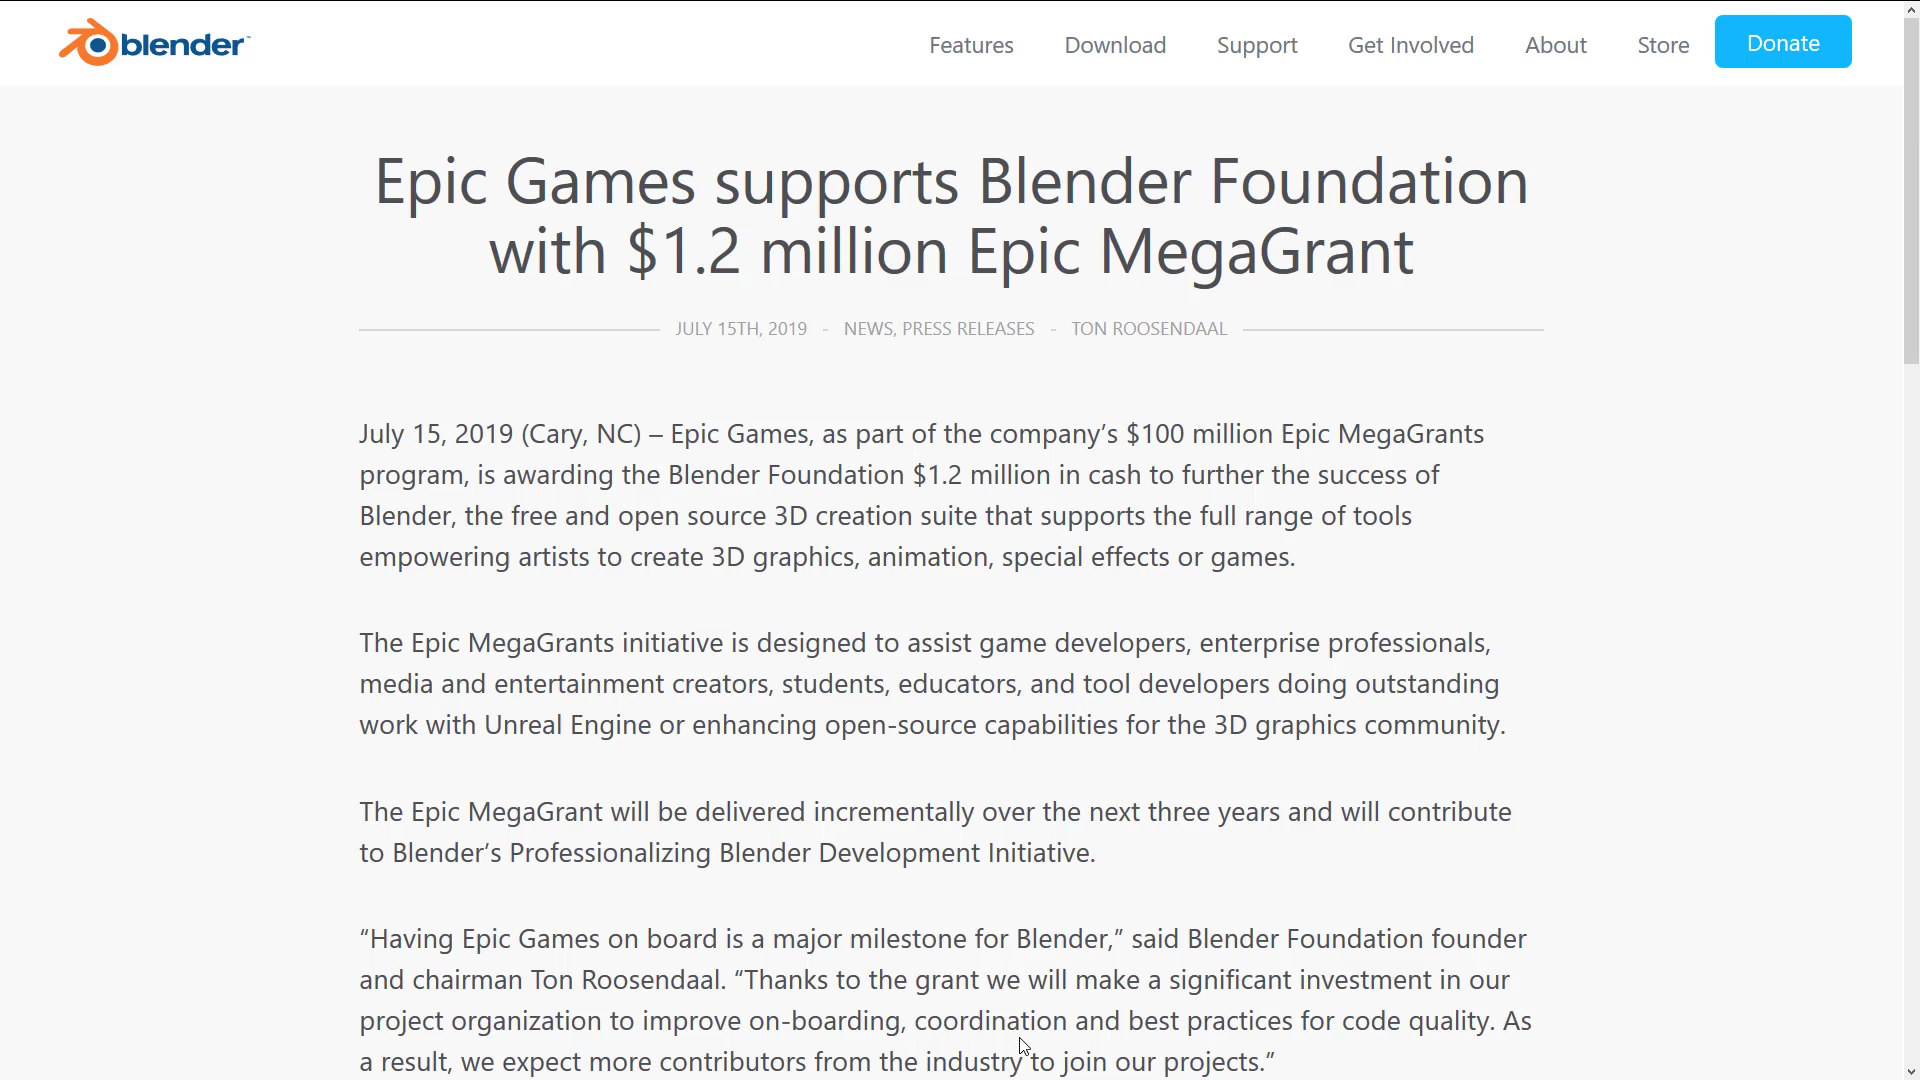 blender™
Features Download Support Get Involved About Store Donate
Epic Games supports Blender Foundation
with $1.2 million Epic MegaGrant
JULY 15TH, 2019 - NEWS, PRESS RELEASES - TON ROOSENDAAL
July 15, 2019 (Cary, NC) – Epic Games, as part of the company’s $100 million Epic MegaGrants
program, is awarding the Blender Foundation $1.2 million in cash to further the success of
Blender, the free and open source 3D creation suite that supports the full range of tools
empowering artists to create 3D graphics, animation, special effects or games.
The Epic MegaGrants initiative is designed to assist game developers, enterprise professionals,
media and entertainment creators, students, educators, and tool developers doing outstanding
work with Unreal Engine or enhancing open-source capabilities for the 3D graphics community.
The Epic MegaGrant will be delivered incrementally over the next three years and will contribute
to Blender’s Professionalizing Blender Development Initiative.
“Having Epic Games on board is a major milestone for Blender,” said Blender Foundation founder
and chairman Ton Roosendaal. “Thanks to the grant we will make a significant investment in our
project organization to improve on-boarding, coordination and best practices for code quality. As
a result, we expect more contributors from the industry to join our projects.”